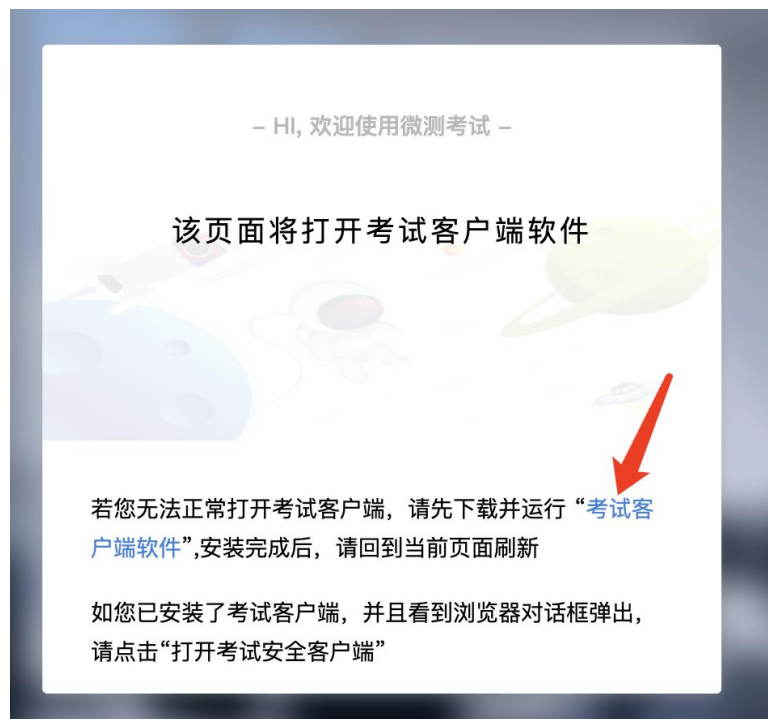 – HI, 欢迎使用微测考试 –
该页面将打开考试客户端软件
若您无法正常打开考试客户端，请先下载并运行 “考试客
户端软件”,安装完成后，请回到当前页面刷新
如您已安装了考试客户端，并且看到浏览器对话框弹出，
请点击“打开考试安全客户端”